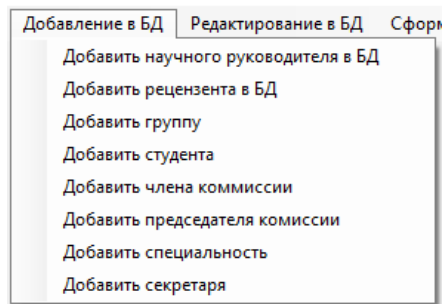 Добавление в БД Редактирование в БД Сфор
Добавить научного руководителя в БД
Добавить рецензента в БД
Добавить группу
Добавить студента
Добавить члена коммиссии
Добавить председателя комиссии
Добавить специальность
Добавить секретаря